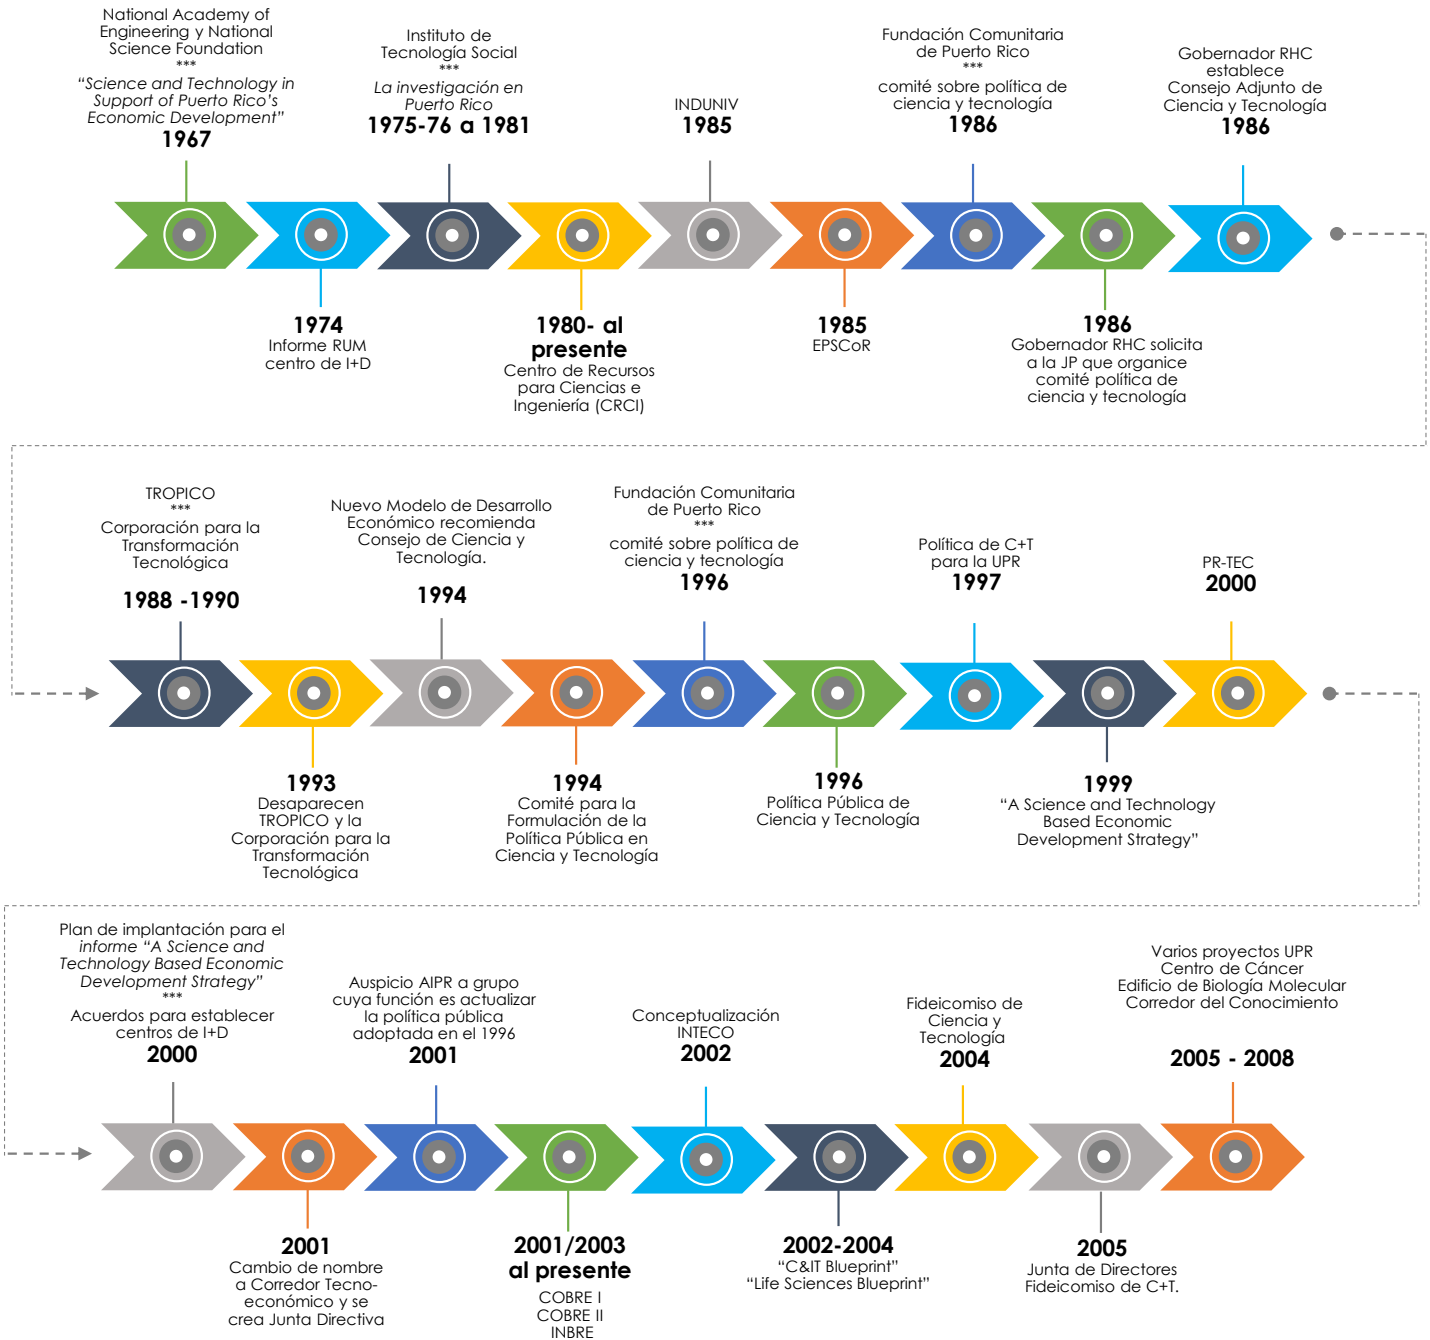 National Academy of
Engineering y National
Science Foundation
***
“Science and Technology in
Support of Puerto Rico’s
Economic Development”
1967
1974
Informe RUM
centro de I+D
Instituto de
Tecnología Social
***
La investigación en
Puerto Rico
1975-76 a 1981
1980- al
presente
Centro de Recursos
para Ciencias e
Ingeniería (CRCI)
INDUNIV
1985
1985
EPSCoR
Fundación Comunitaria
de Puerto Rico
***
comité sobre política de
ciencia y tecnología
1986
1986
Gobernador RHC solicita
a la JP que organice
comité política de
ciencia y tecnología
Gobernador RHC
establece
Consejo Adjunto de
Ciencia y Tecnología
1986
TROPICO
***
Corporación para la
Transformación
Tecnológica
1988 -1990
1993
Desaparecen
TROPICO y la
Corporación para la
Transformación
Tecnológica
Nuevo Modelo de Desarrollo
Económico recomienda
Consejo de Ciencia y
Tecnología.
1994
1994
Comité para la
Formulación de la
Política Pública en
Ciencia y Tecnología
Fundación Comunitaria
de Puerto Rico
***
comité sobre política de
ciencia y tecnología
1996
1996
Política Pública de
Ciencia y Tecnología
Política de C+T
para la UPR
1997
1999
“A Science and Technology
Based Economic
Development Strategy”
PR-TEC
2000
Plan de implantación para el
informe “A Science and
Technology Based Economic
Development Strategy”
***
Acuerdos para establecer
centros de I+D
2000
2001
Cambio de nombre
a Corredor Tecno-
económico y se
crea Junta Directiva
Auspicio AIPR a grupo
cuya función es actualizar
la política pública
adoptada en el 1996
2001
2001/2003
al presente
COBRE I
COBRE II
INBRE
Conceptualización
INTECO
2002
2002-2004
“C&IT Blueprint”
“Life Sciences Blueprint”
Fideicomiso de
Ciencia y
Tecnología
2004
2005
Junta de Directores
Fideicomiso de C+T.
Varios proyectos UPR
Centro de Cáncer
Edificio de Biología Molecular
Corredor del Conocimiento
2005 - 2008